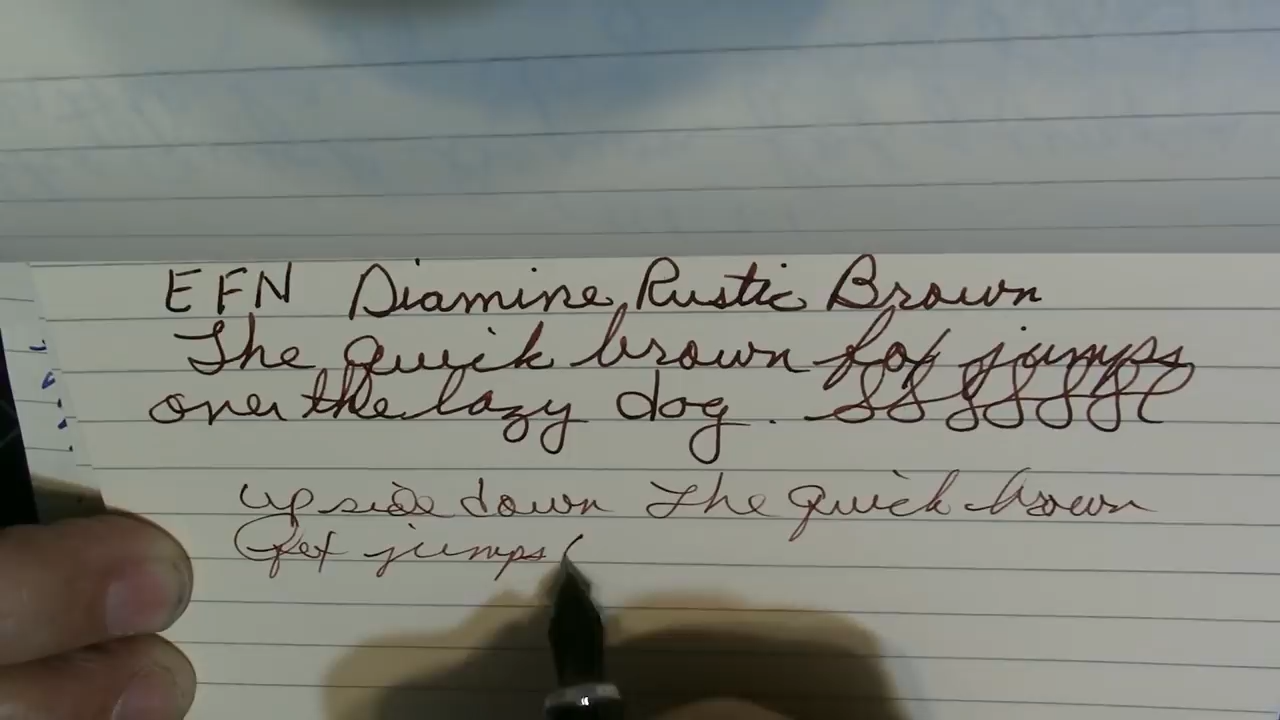 EFN Diamine Rustic Brown
The quick brown fox jumps
over the lazy dog.
upside down The quick brown
fox jumps